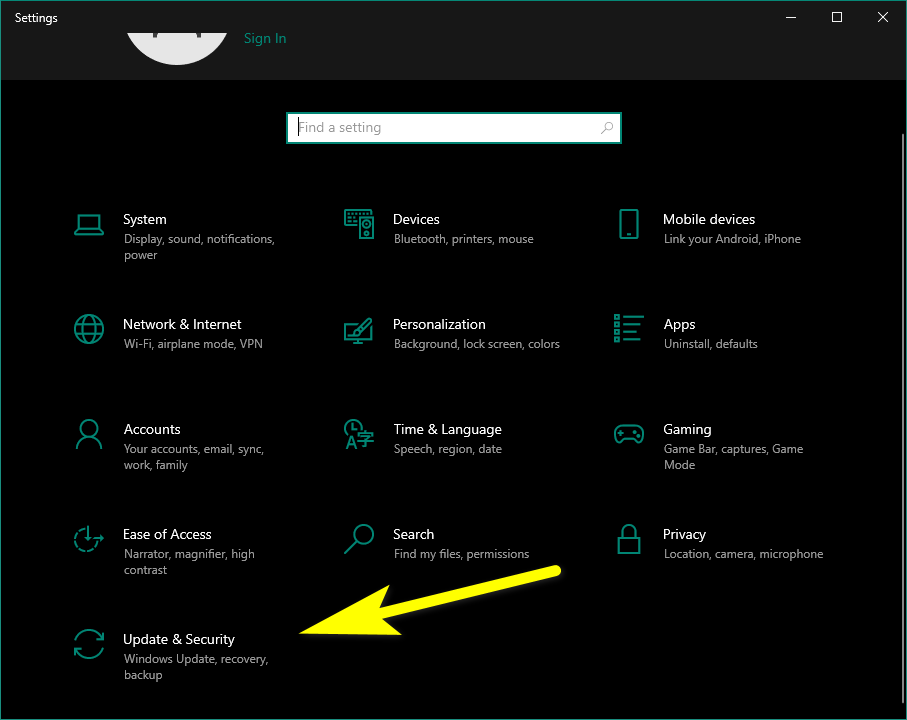 Settings
Sign In
Find a setting
System
Display, sound, notifications,
power
Devices
Bluetooth, printers, mouse
Mobile devices
Link your Android, iPhone
Network & Internet
Wi-Fi, airplane mode, VPN
Personalization
Background, lock screen, colors
Apps
Uninstall, defaults
Accounts
Your accounts, email, sync,
work, family
Time & Language
Speech, region, date
Gaming
Game Bar, captures, Game
Mode
Ease of Access
Narrator, magnifier, high
contrast
Search
Find my files, permissions
Privacy
Location, camera, microphone
Update & Security
Windows Update, recovery,
backup